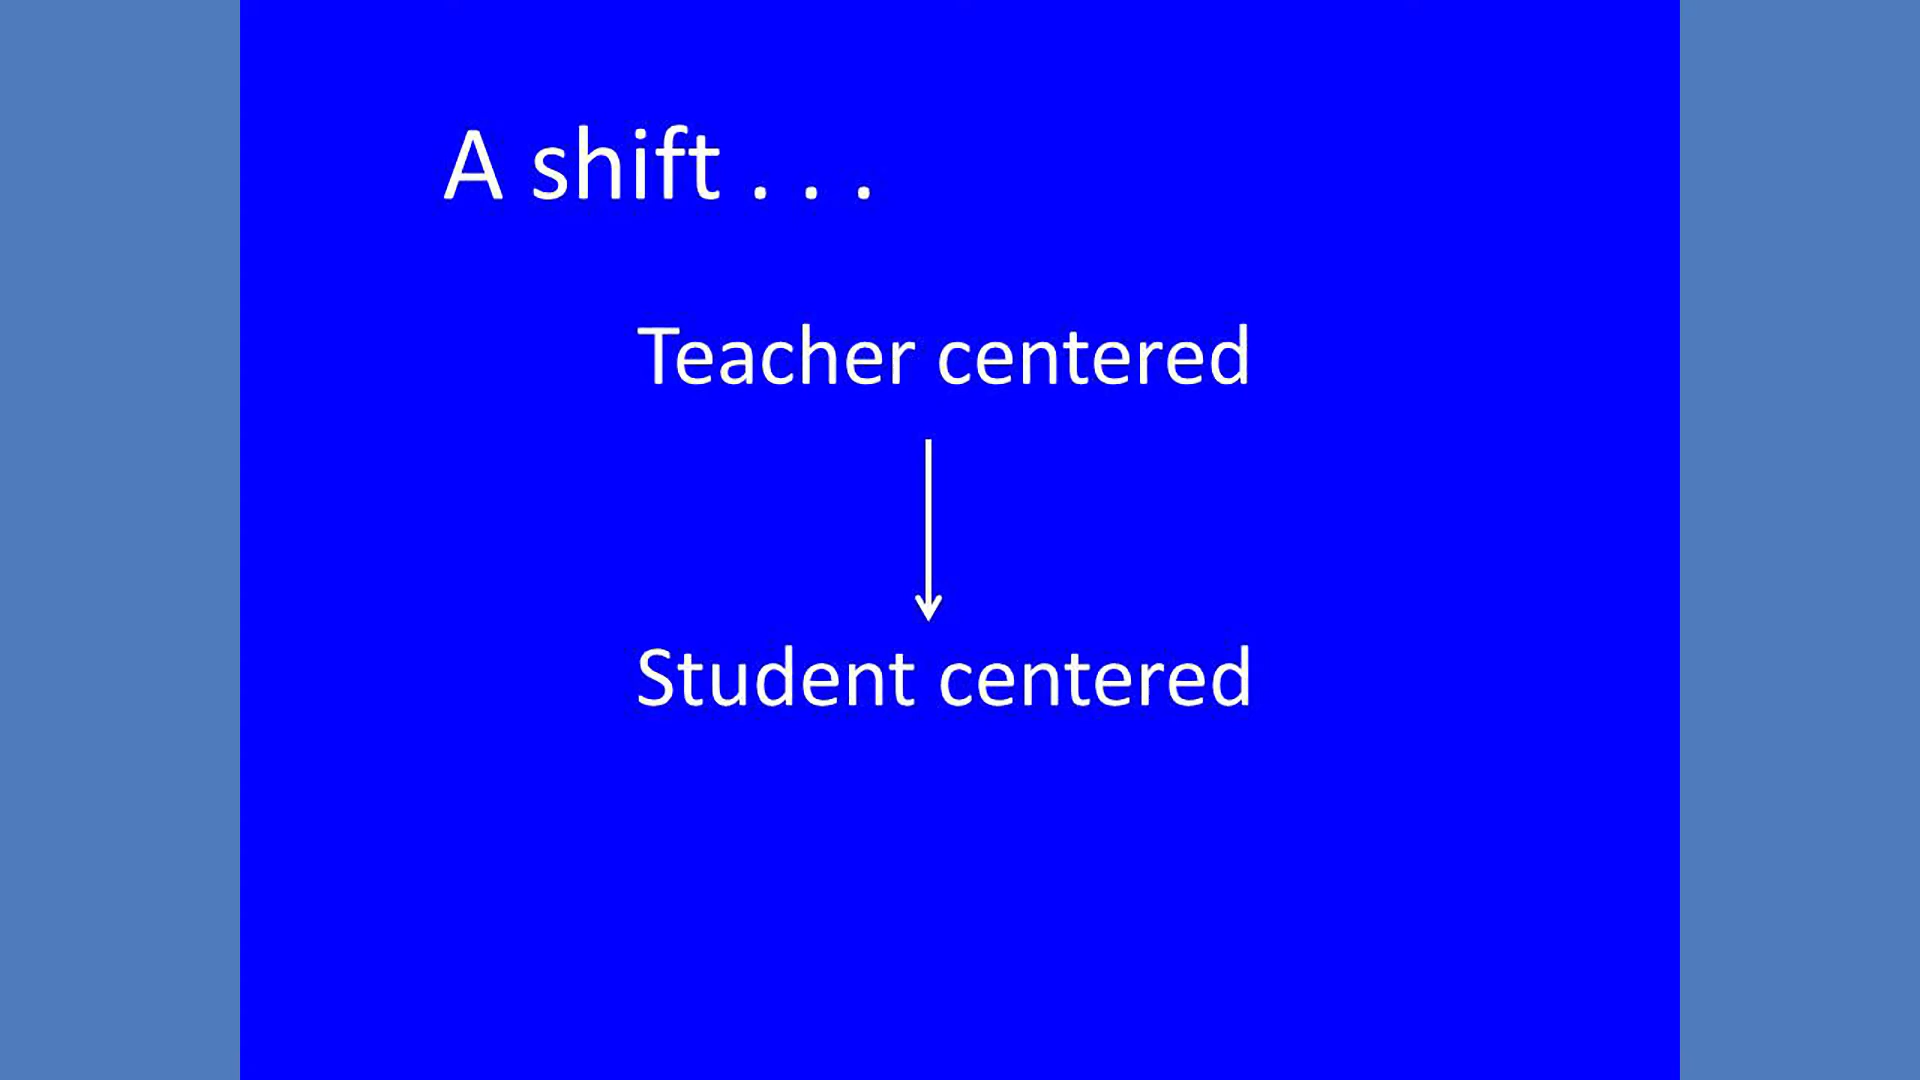 A shift . . .
Teacher centered
Student centered